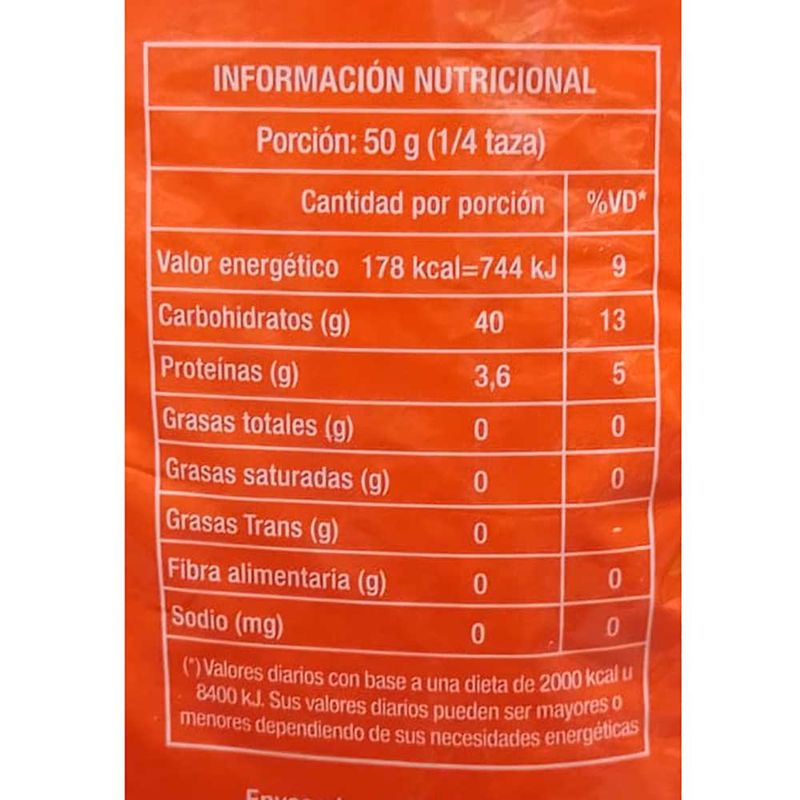 INFORMACIÓN NUTRICIONAL
Porción: 50 g (1/4 taza)
Cantidad por porción %VD*
Valor energético 178 kcal=744 kJ 9
Carbohidratos (g) 40 13
Proteínas (g) 3,6 5
Grasas totales (g) 0 0
Grasas saturadas (g) 0 0
Grasas Trans (g) 0 -
Fibra alimentaria (g) 0 0
Sodio (mg) 0 0
(*)Valores diarios con base a una dieta de 2000 kcal u
8400 kJ. Sus valores diarios pueden ser mayores o
menores dependiendo de sus necesidades energéticas